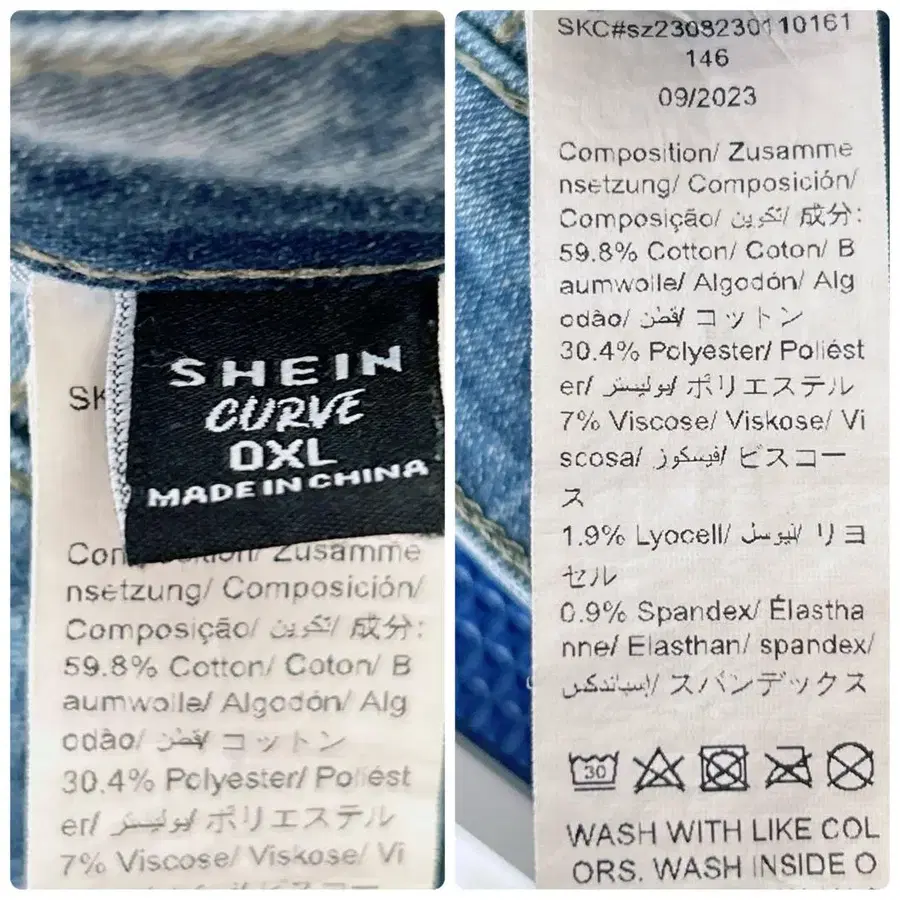 SHEIN
CURVE
0XL
MADE IN CHINA
SK
Zusamme
nsetzung/ Composición/
Composição/ تكوين/ 成分:
59.8% Cotton/ Coton/ B
aumwolle/ Algodón/ Alg
odão/ قطن/ コットン
30.4% Polyester/ Poliést
er/ بوليستر/ ポリエステル
7% Viscose/ Viskose/ Vi
SKC#sz2308230110161
146
09/2023
Composition/ Zusamme
nsetzung/ Composición/
Composição/ تكوين/ 成分:
59.8% Cotton/ Coton/ B
aumwolle/ Algodón/ Alg
odão/ قطن/ コットン
30.4% Polyester/ Poliést
er/ بوليستر/ ポリエステル
7% Viscose/ Viskose/ Vi
scosa/ فيسكوز/ ビスコー
ス
1.9% Lyocell/ ليوسل/ リヨ
セル
0.9% Spandex/ Élastha
nne/ Elasthan/ spandex/
إسباندكس/ スパンデックス
30
WASH WITH LIKE COL
ORS. WASH INSIDE O